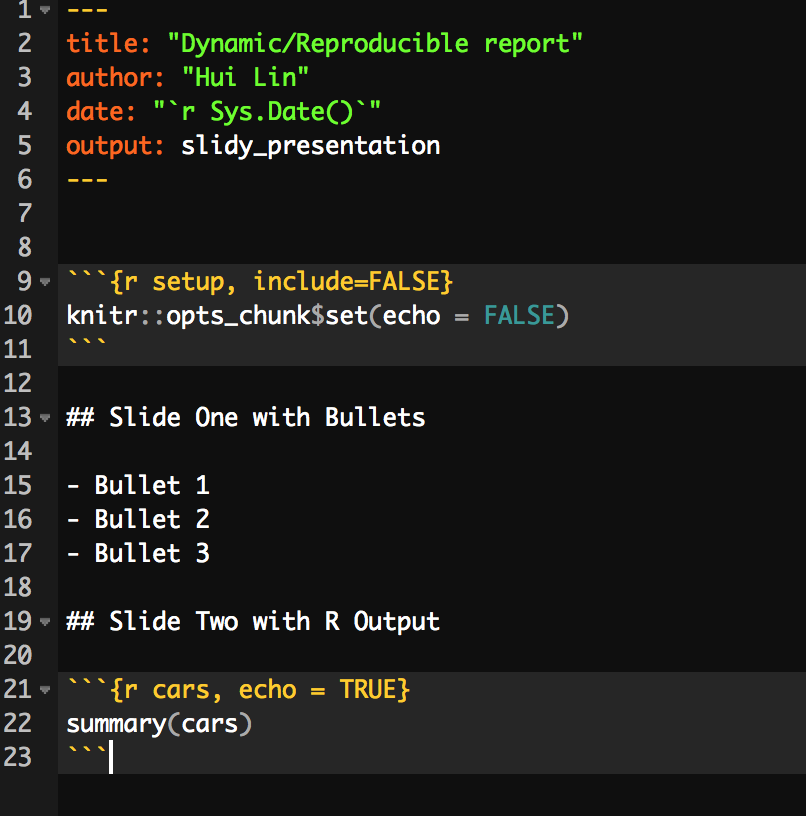 1 ---
2 title: "Dynamic/Reproducible report"
3 author: "Hui Lin"
4 date: "`r Sys.Date()`"
5 output: slidy_presentation
6 ---
7
8
9 ```{r setup, include=FALSE}
10 knitr::opts_chunk$set(echo = FALSE)
11 ```
12
13 ## Slide One with Bullets
14
15 - Bullet 1
16 - Bullet 2
17 - Bullet 3
18
19 ## Slide Two with R Output
20
21 ```{r cars, echo = TRUE}
22 summary(cars)
23 ```